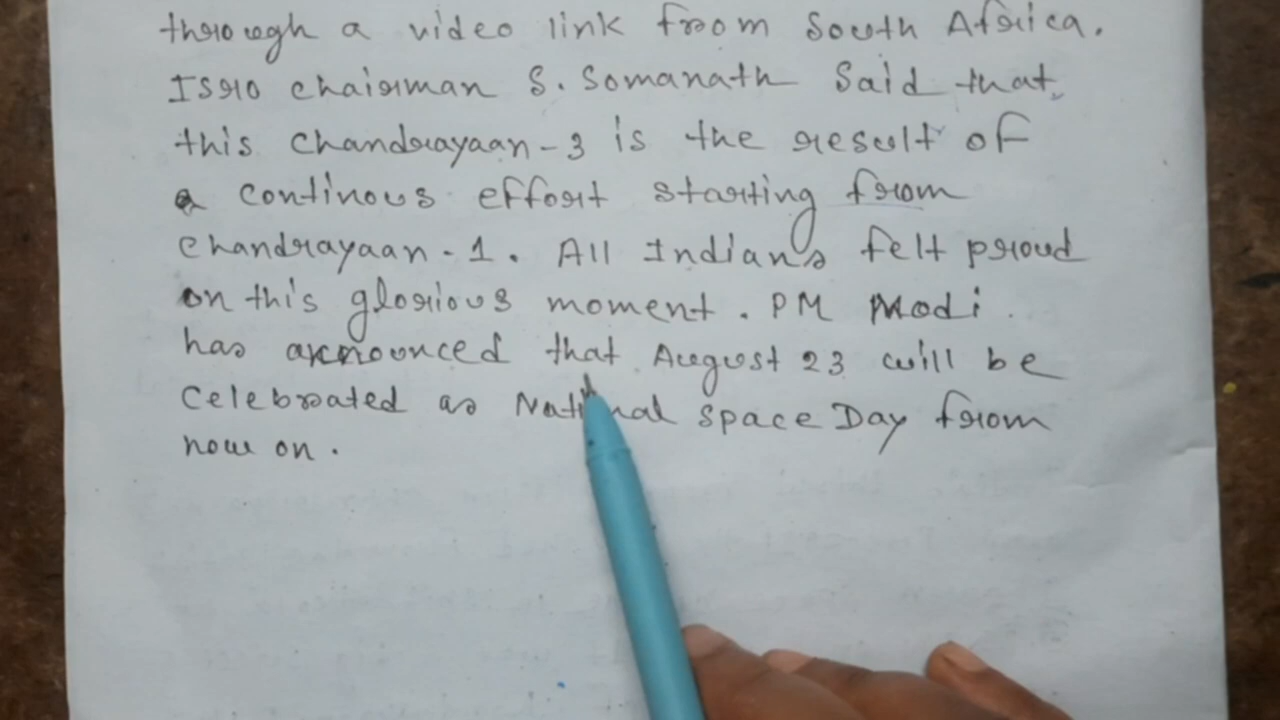 through a video link from South Africa.
Isro chairman S. Somanath Said that
this Chandrayaan-3 is the result of
a continous effort starting from
Chandrayaan-1. All Indians felt proud
on this glorious moment. PM Modi
has announced that August 23 will be
Celebrated as National Space Day from
now on.